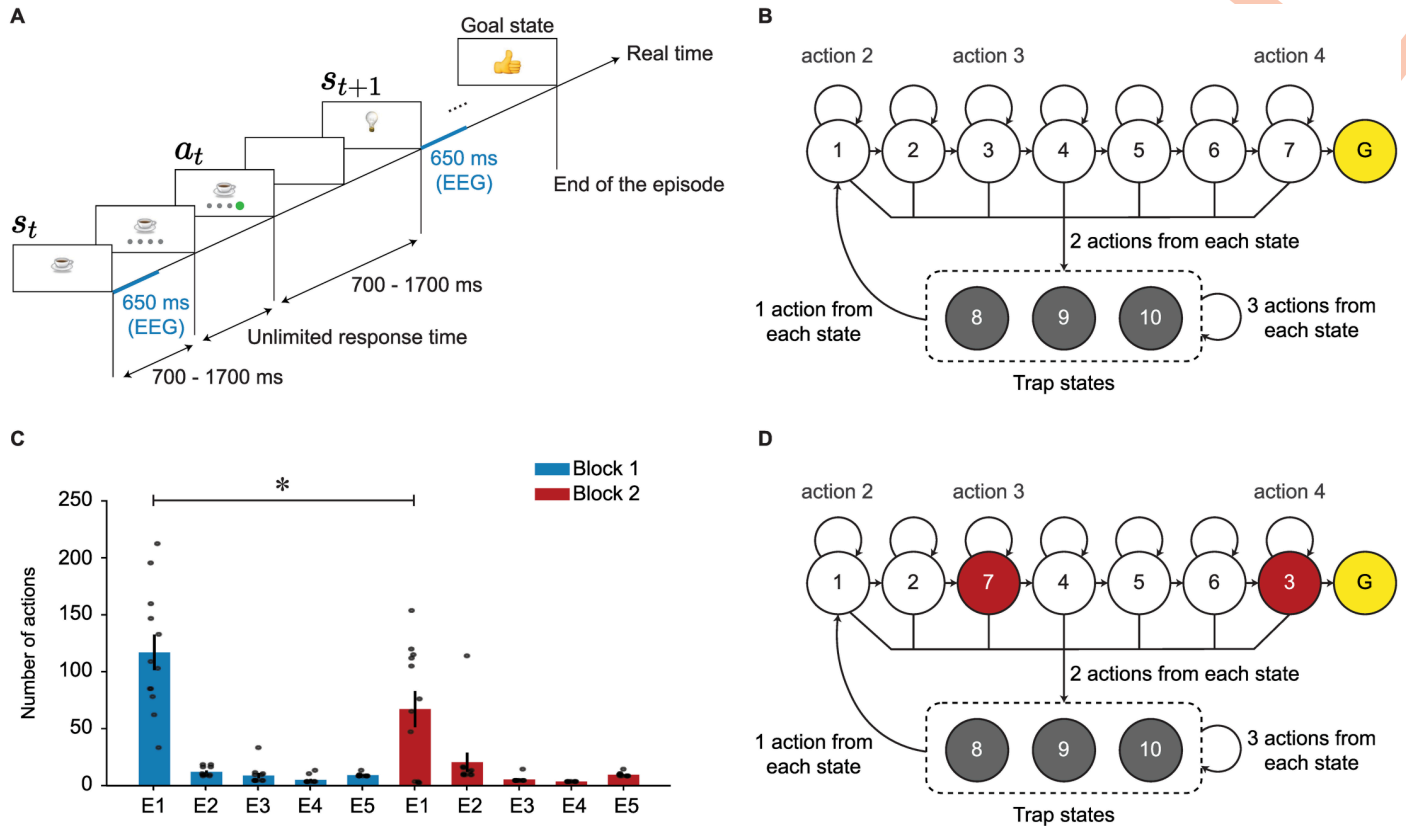 A
Goal state
Real time
s_{t+1}
a_t
s_t
650 ms
(EEG)
End of the episode
700 - 1700 ms
650 ms
(EEG)
Unlimited response time
700 - 1700 ms
B
action 2
action 3
action 4
1
2
3
4
5
6
7
G
2 actions from each state
1 action from
each state
8
9
10
3 actions from
each state
Trap states
C
Block 1
Block 2
*
Number of actions
250
200
150
100
50
0
E1
E2
E3
E4
E5
E1
E2
E3
E4
E5
D
action 2
action 3
action 4
1
2
7
4
5
6
3
G
2 actions from each state
1 action from
each state
8
9
10
3 actions from
each state
Trap states